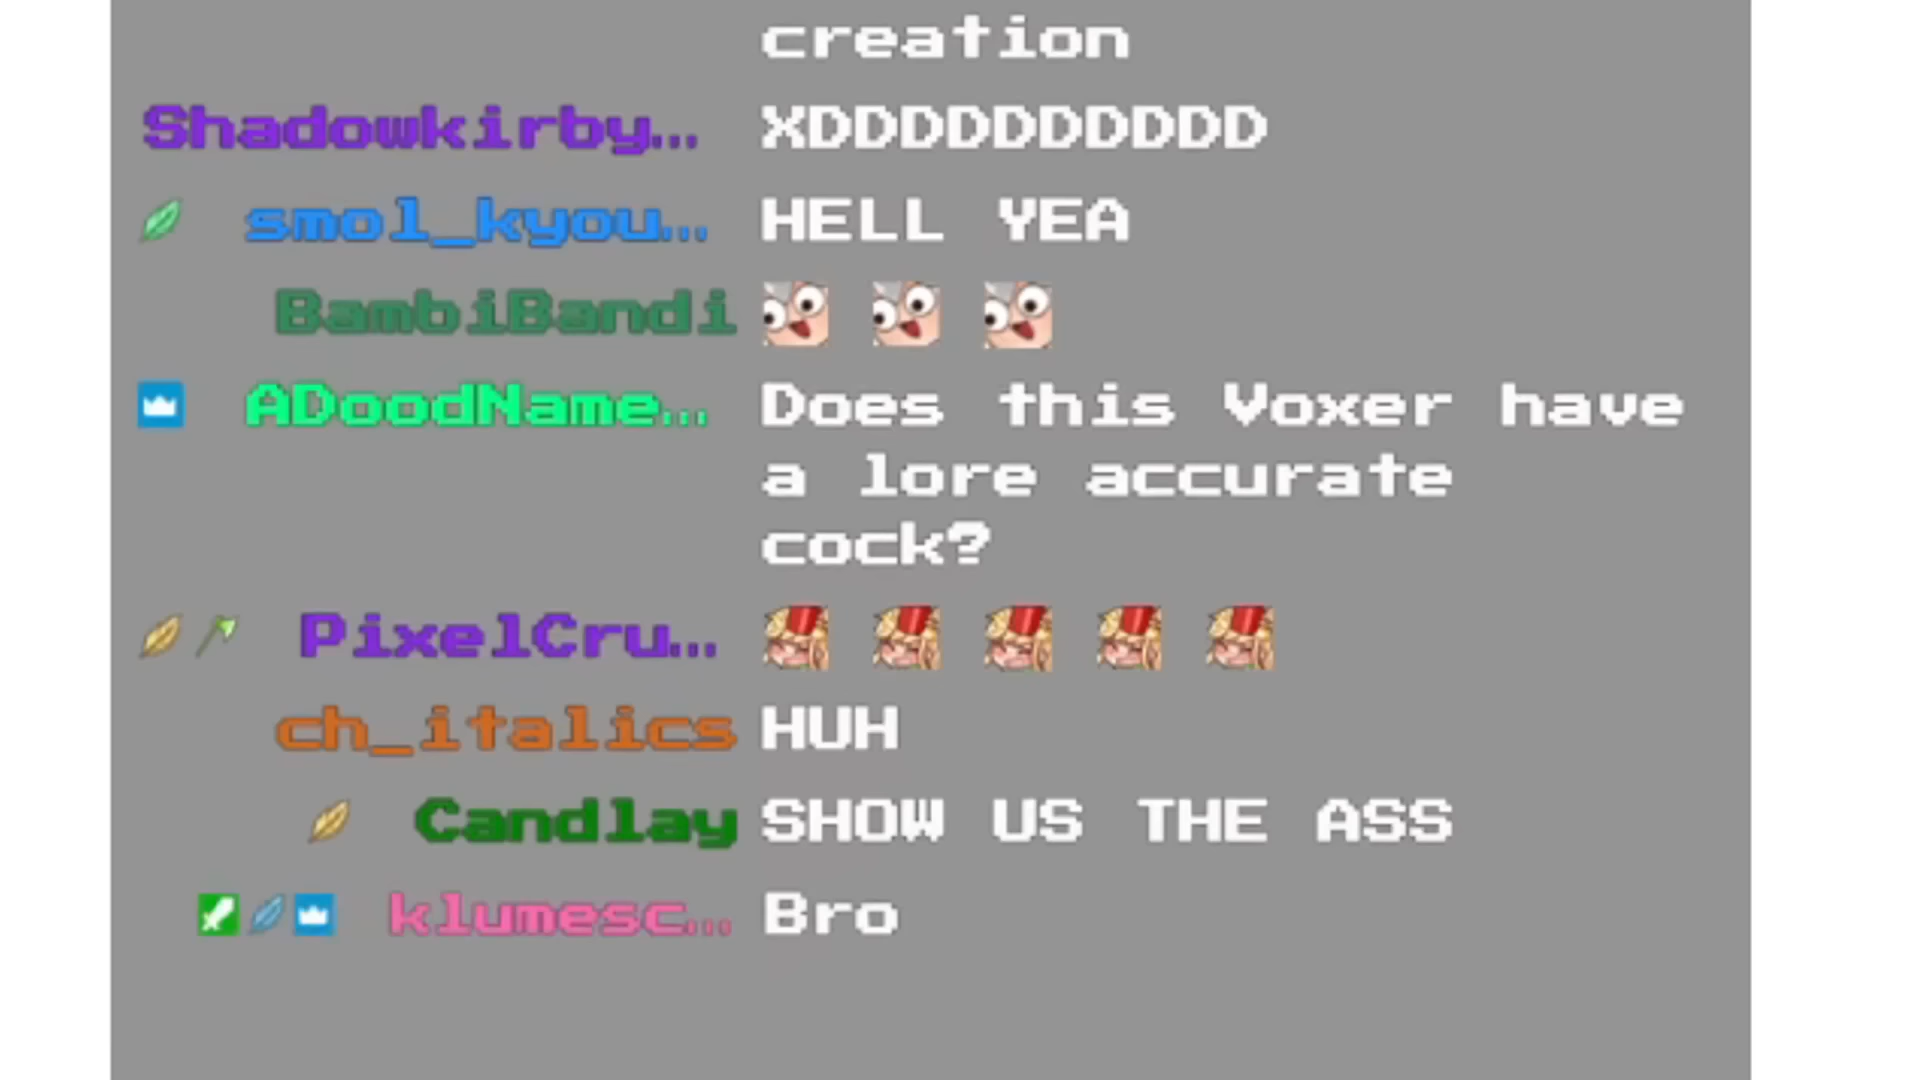 creation
Shadowkirby... XDDDDDDDDDD
smol_kyou... HELL YEA
BambiBandi
ADoodName... Does this Voxer have
a lore accurate
cock?
PixelCru...
ch_italics HUH
Candlay SHOW US THE ASS
klumesc... Bro